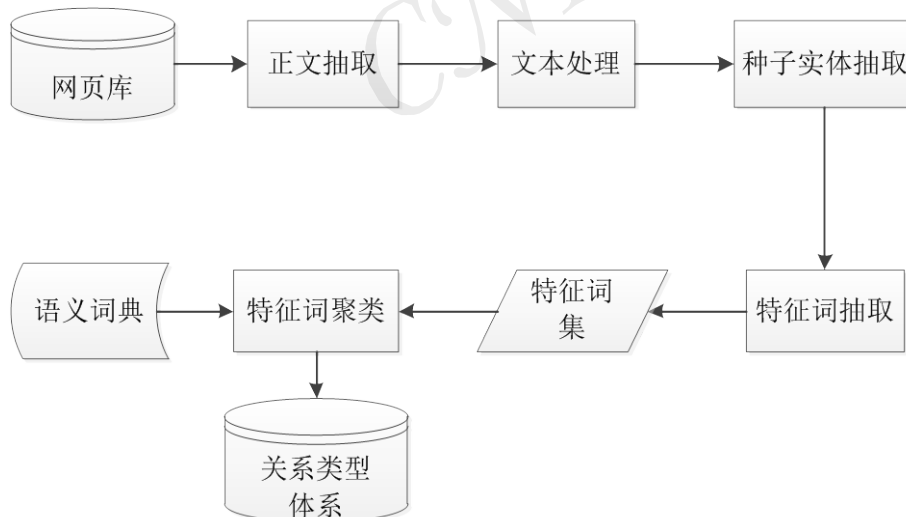 网页库
正文抽取
文本处理
种子实体抽取
语义词典
特征词聚类
特征词
集
特征词抽取
关系类型
体系